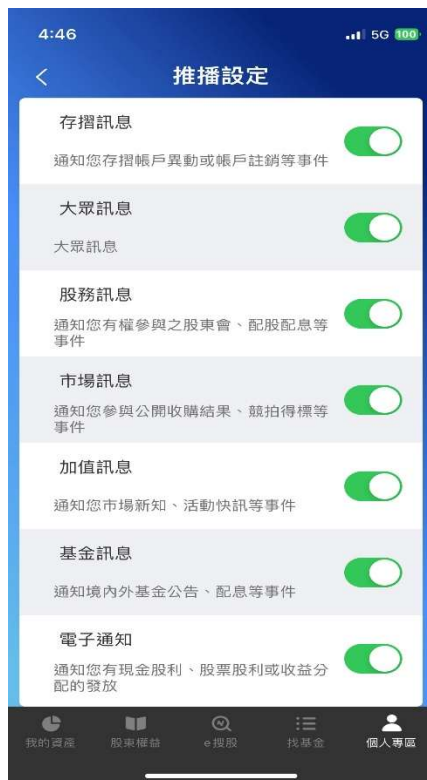 4:46
5G 100
推播設定
存摺訊息
通知您存摺帳戶異動或帳戶註銷等事件
大眾訊息
大眾訊息
股務訊息
通知您有權參與之股東會、配股配息等
事件
市場訊息
通知您參與公開收購結果、競拍得標等
事件
加值訊息
通知您市場新知、活動快訊等事件
基金訊息
通知境內外基金公告、配息等事件
電子通知
通知您有現金股利、股票股利或收益分
配的發放
我的資產 股東權益 e搜股 找基金 個人專區